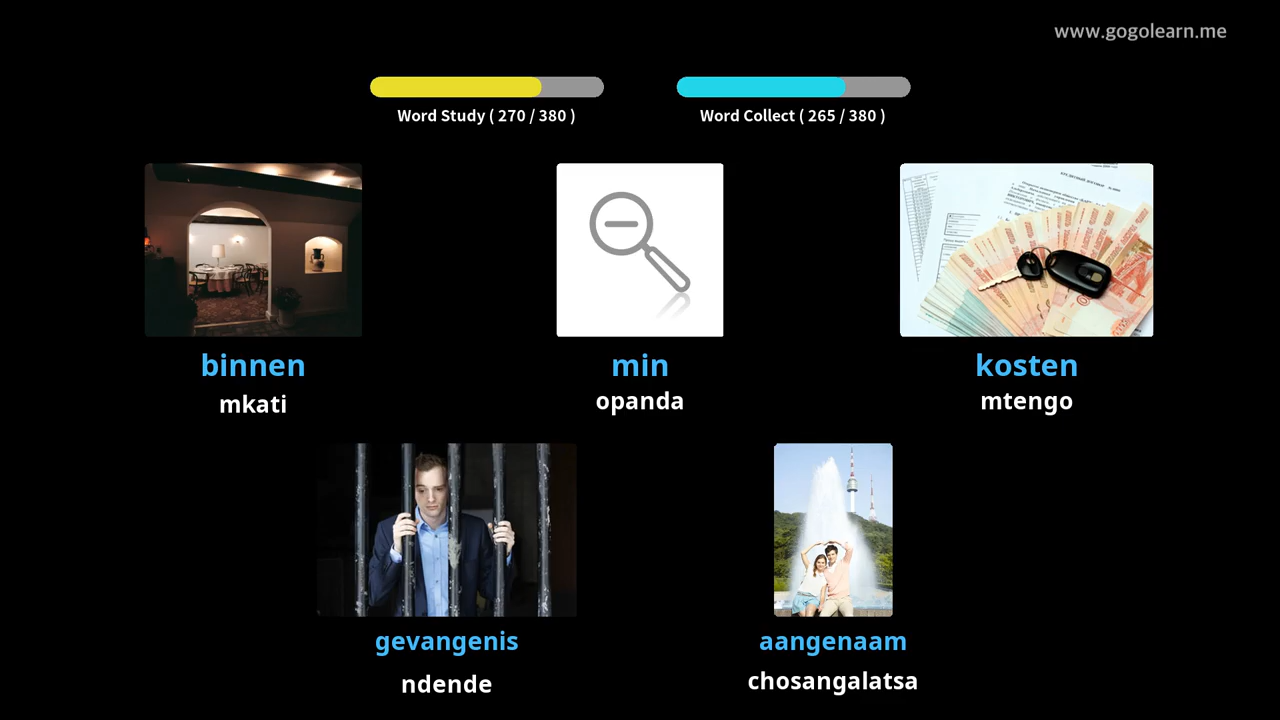 www.gogolearn.me
Word Study ( 270 / 380 )
Word Collect ( 265 / 380 )
binnen
mkati
min
opanda
kosten
mtengo
gevangenis
ndende
aangenaam
chosangalatsa